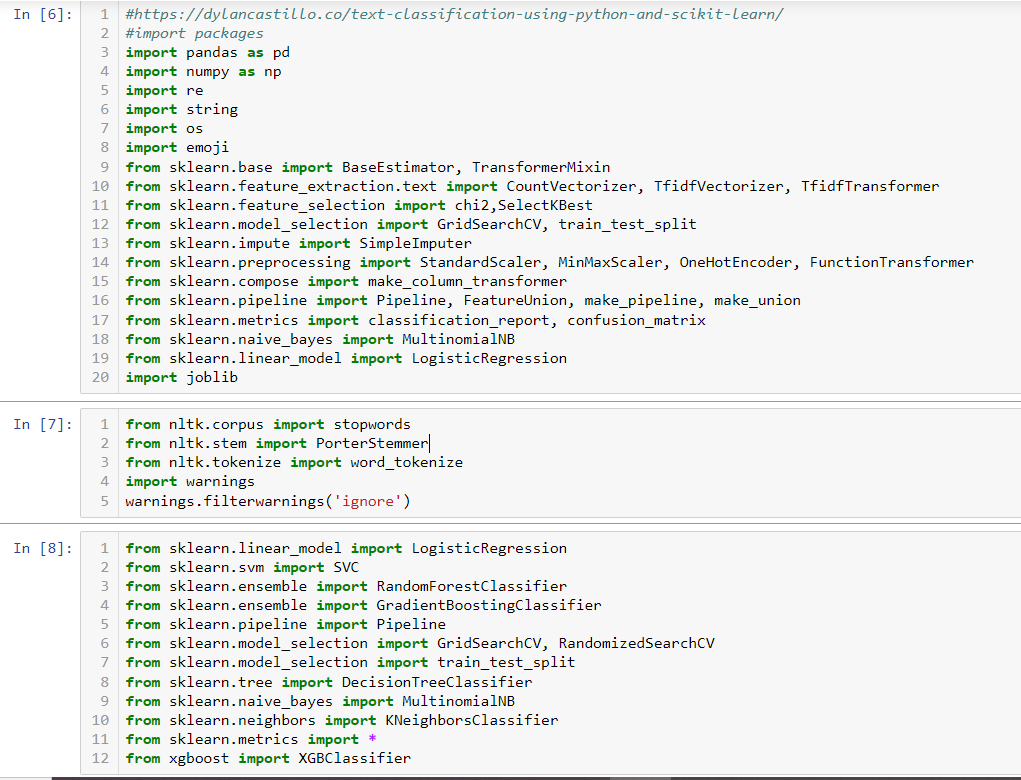 In [6]:
1 #https://dylancastillo.co/text-classification-using-python-and-scikit-learn/
2 #import packages
3 import pandas as pd
4 import numpy as np
5 import re
6 import string
7 import os
8 import emoji
9 from sklearn.base import BaseEstimator, TransformerMixin
10 from sklearn.feature_extraction.text import CountVectorizer, TfidfVectorizer, TfidfTransformer
11 from sklearn.feature_selection import chi2,SelectKBest
12 from sklearn.model_selection import GridSearchCV, train_test_split
13 from sklearn.impute import SimpleImputer
14 from sklearn.preprocessing import StandardScaler, MinMaxScaler, OneHotEncoder, FunctionTransformer
15 from sklearn.compose import make_column_transformer
16 from sklearn.pipeline import Pipeline, FeatureUnion, make_pipeline, make_union
17 from sklearn.metrics import classification_report, confusion_matrix
18 from sklearn.naive_bayes import MultinomialNB
19 from sklearn.linear_model import LogisticRegression
20 import joblib
In [7]:
1 from nltk.corpus import stopwords
2 from nltk.stem import PorterStemmer
3 from nltk.tokenize import word_tokenize
4 import warnings
5 warnings.filterwarnings('ignore')
In [8]:
1 from sklearn.linear_model import LogisticRegression
2 from sklearn.svm import SVC
3 from sklearn.ensemble import RandomForestClassifier
4 from sklearn.ensemble import GradientBoostingClassifier
5 from sklearn.pipeline import Pipeline
6 from sklearn.model_selection import GridSearchCV, RandomizedSearchCV
7 from sklearn.model_selection import train_test_split
8 from sklearn.tree import DecisionTreeClassifier
9 from sklearn.naive_bayes import MultinomialNB
10 from sklearn.neighbors import KNeighborsClassifier
11 from sklearn.metrics import *
12 from xgboost import XGBClassifier